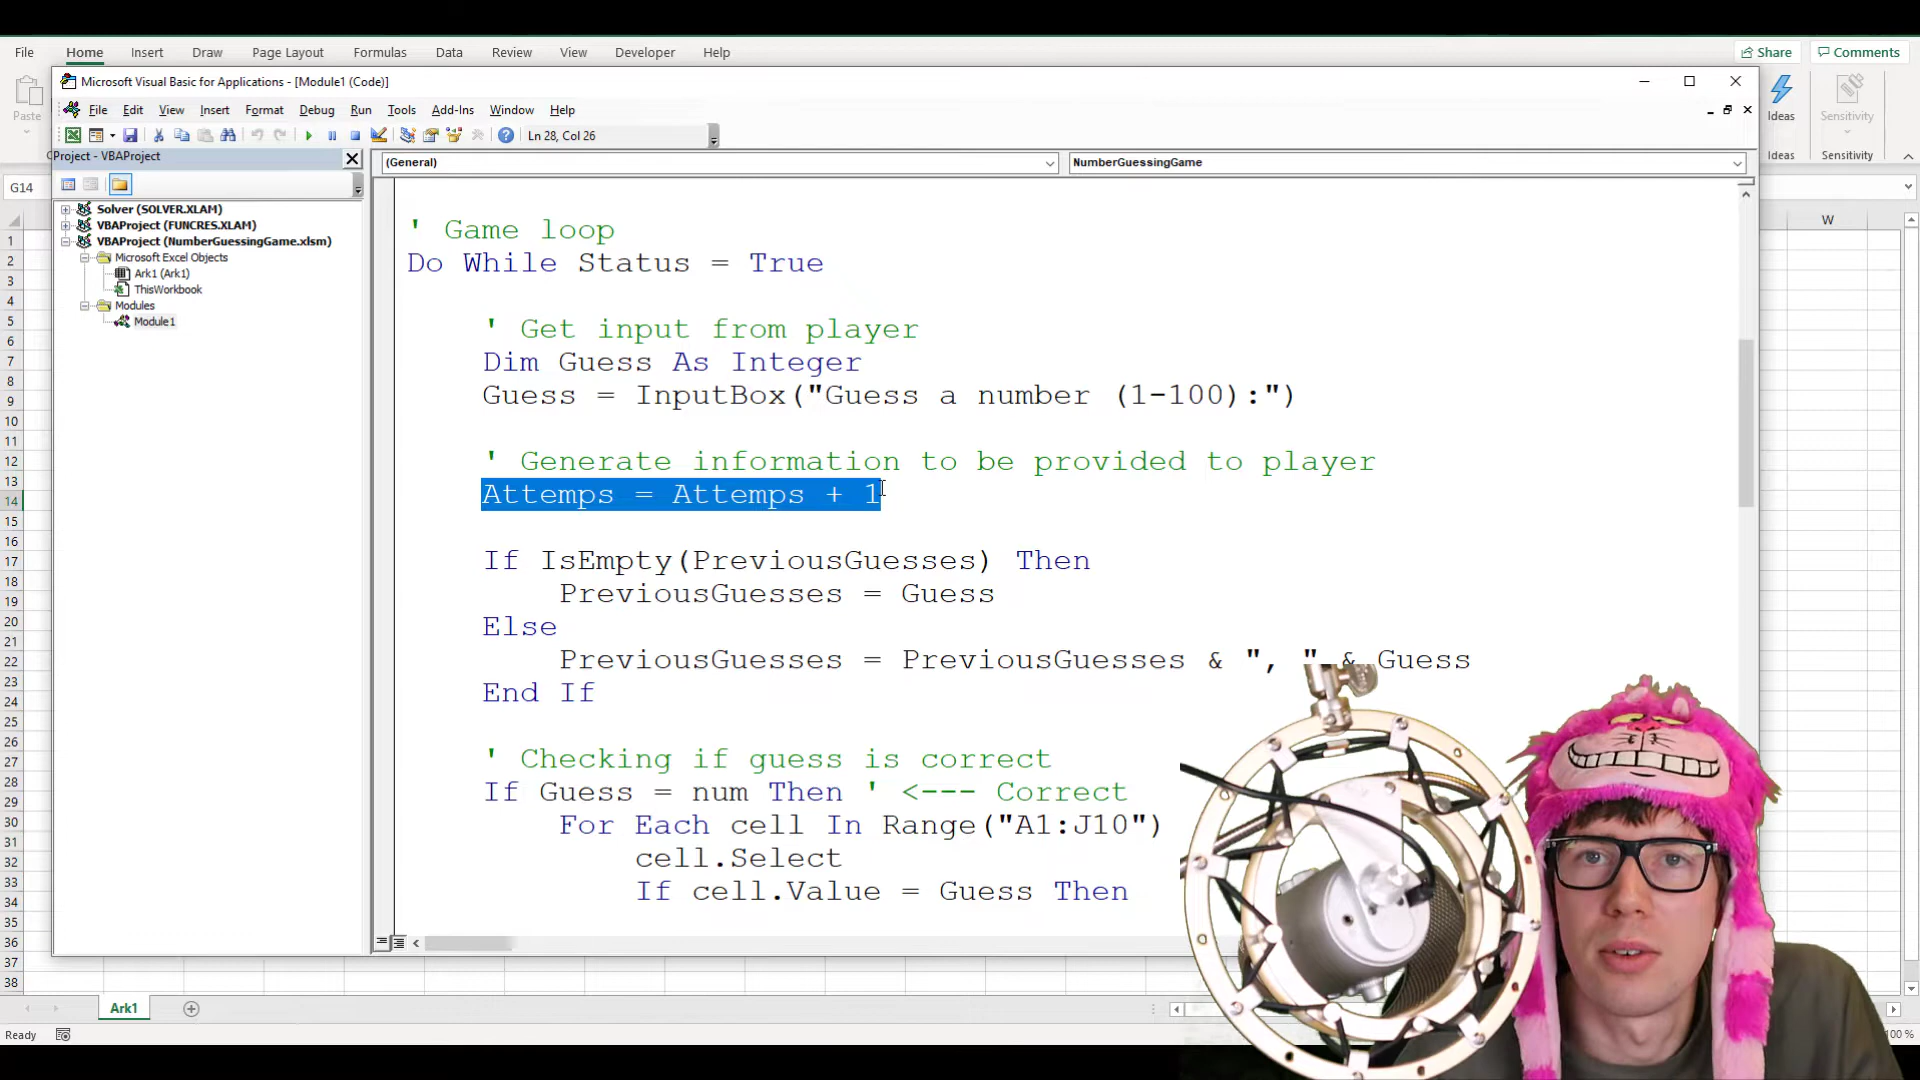 File Home Insert Draw Page Layout Formulas Data Review View Developer Help Share Comments
Microsoft Visual Basic for Applications - [Module1 (Code)]
Paste
File Edit View Insert Format Debug Run Tools Add-Ins Window Help
Ideas Sensitivity
Ln 28, Col 26
Project - VBAProject
Ideas Sensitivity
(General) NumberGuessingGame
G14
Solver (SOLVER.XLAM)
VBAProject (FUNCRES.XLAM)
VBAProject (NumberGuessingGame.xlsm)
Microsoft Excel Objects
Ark1 (Ark1)
ThisWorkbook
Modules
Module1
W
1
2
3
4
5
6
7
8
9
10
11
12
13
14
15
16
17
18
19
20
21
22
23
24
25
26
27
28
29
30
31
32
33
34
35
36
37
38
' Game loop
Do While Status = True
' Get input from player
Dim Guess As Integer
Guess = InputBox("Guess a number (1-100):")
' Generate information to be provided to player
Attemps = Attemps + 1
If IsEmpty(PreviousGuesses) Then
PreviousGuesses = Guess
Else
PreviousGuesses = PreviousGuesses & ", " & Guess
End If
' Checking if guess is correct
If Guess = num Then ' <--- Correct
For Each cell In Range("A1:J10")
cell.Select
If cell.Value = Guess Then
Ark1
Ready
100 %